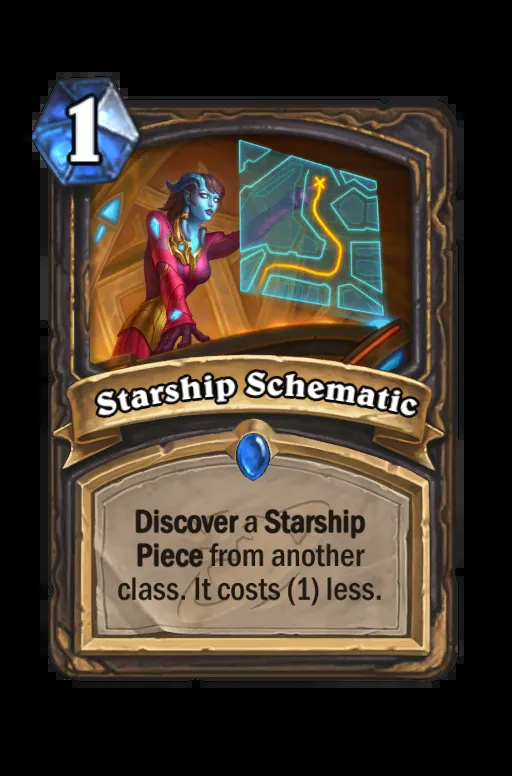 1
Starship Schematic
Discover a Starship
Piece from another
class. It costs (1) less.